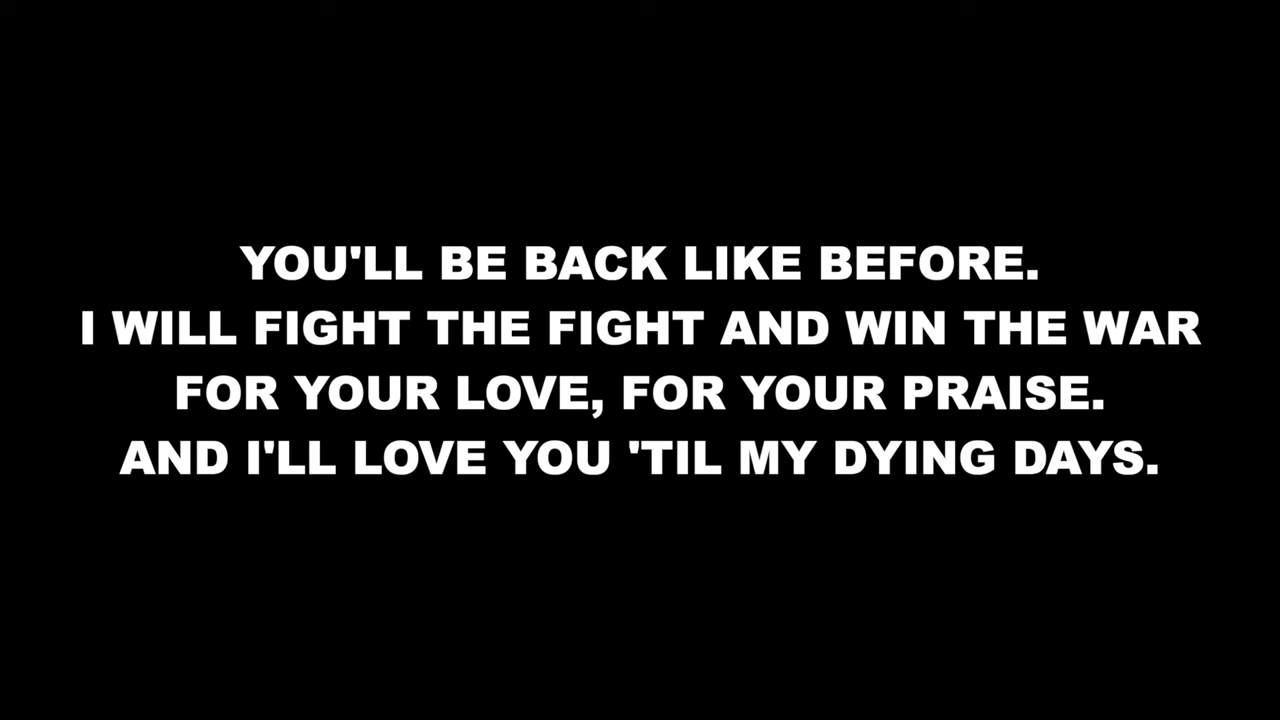 YOU'LL BE BACK LIKE BEFORE.
I WILL FIGHT THE FIGHT AND WIN THE WAR
FOR YOUR LOVE, FOR YOUR PRAISE.
AND I'LL LOVE YOU 'TIL MY DYING DAYS.